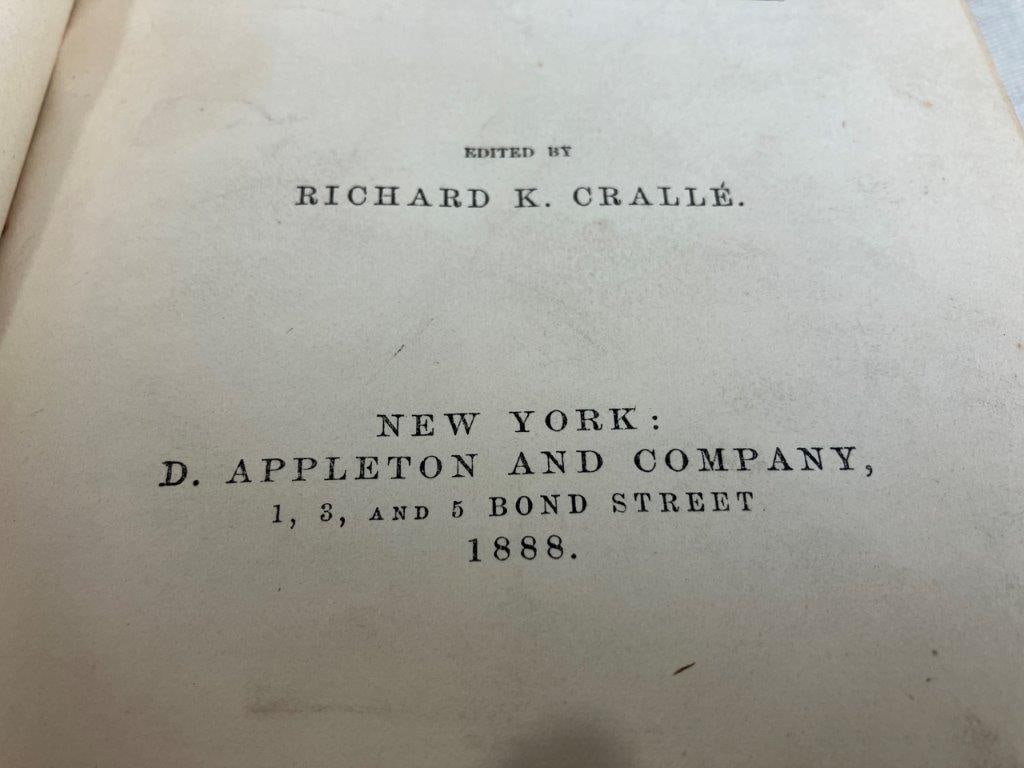 EDITED BY
RICHARD K. CRALLÉ.
NEW YORK:
D. APPLETON AND COMPANY,
1, 3, AND 5 BOND STREET
1888.